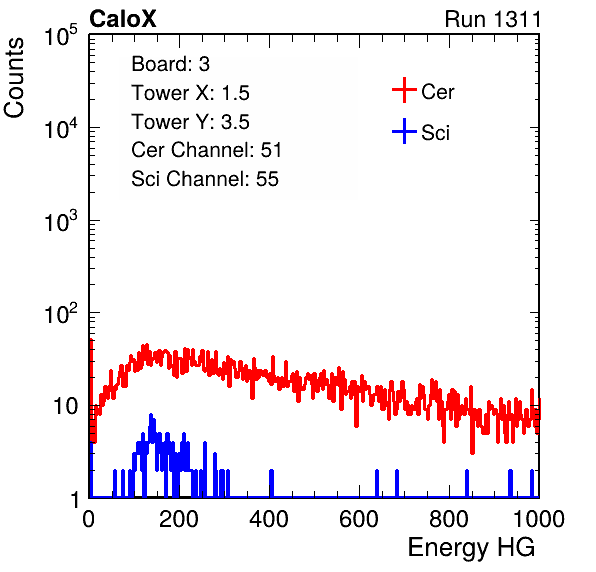 CaloX Run 1311
Counts
Board: 3
Tower X: 1.5
Tower Y: 3.5
Cer Channel: 51
Sci Channel: 55
Cer
Sci
10^5
10^4
10^3
10^2
10
1
0 200 400 600 800 1000
Energy HG